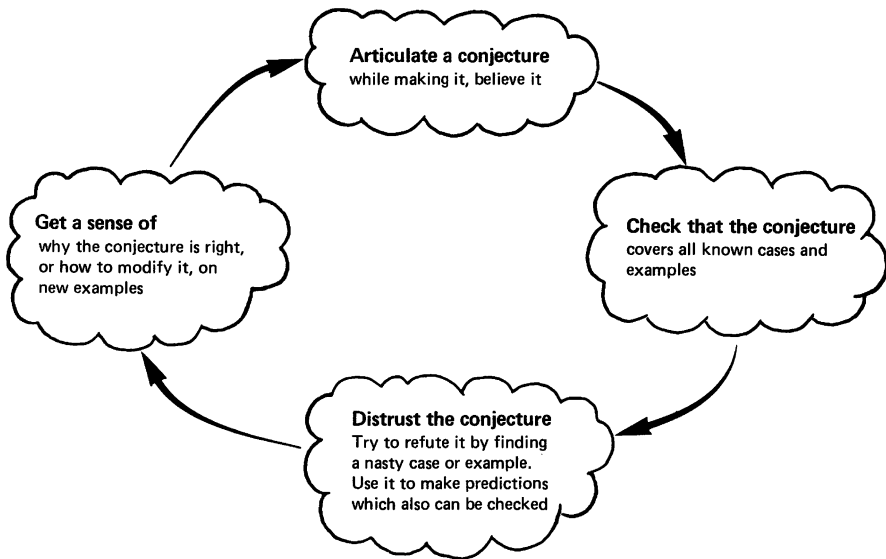 Articulate a conjecture
while making it, believe it
Check that the conjecture
covers all known cases and
examples
Distrust the conjecture
Try to refute it by finding
a nasty case or example.
Use it to make predictions
which also can be checked
Get a sense of
why the conjecture is right,
or how to modify it, on
new examples